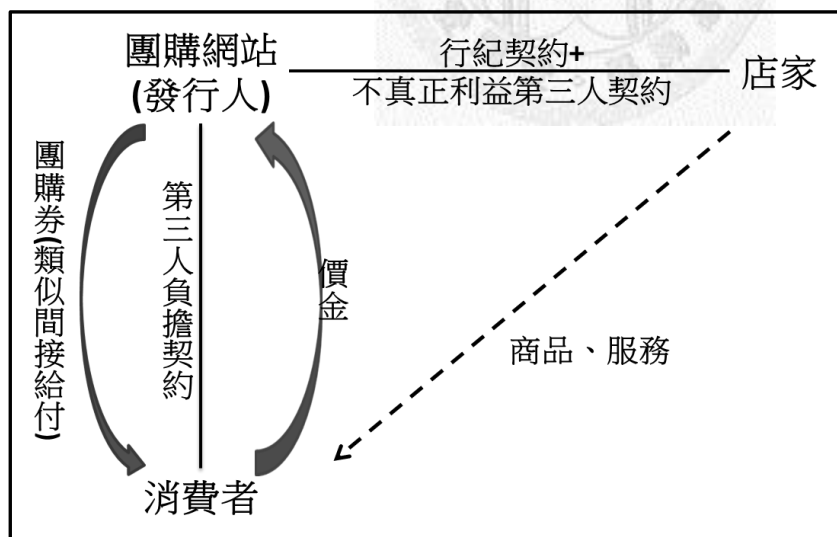 團購網站
(發行人)
行紀契約+
不真正利益第三人契約
店家
團購券(類似間接給付)
第三人負擔契約
價金
商品、服務
消費者